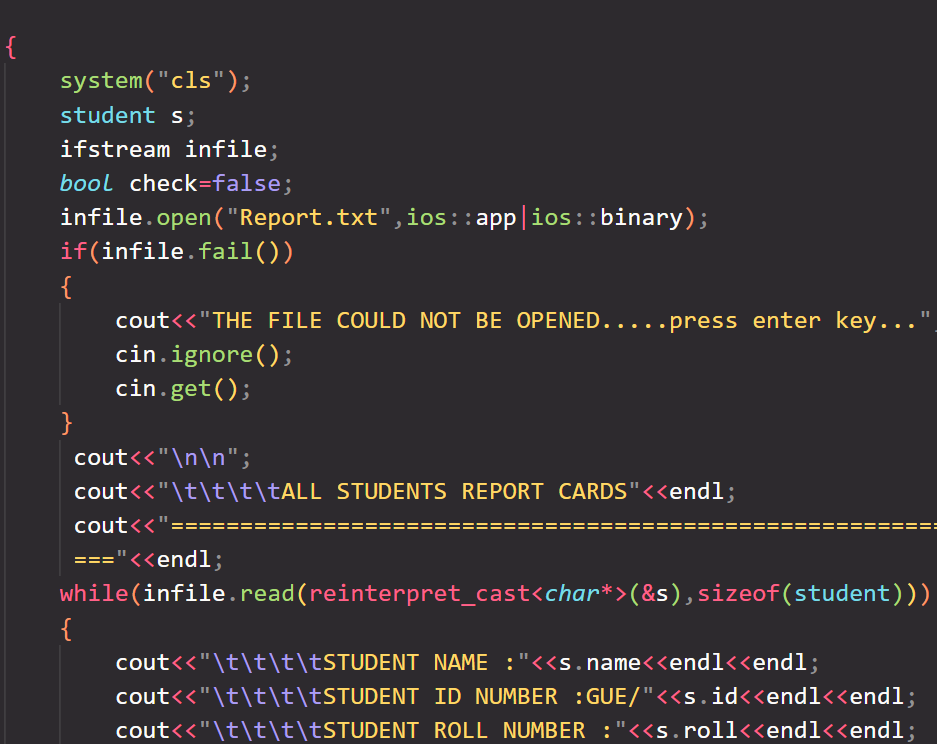 {
    system("cls");
    student s;
    ifstream infile;
    bool check=false;
    infile.open("Report.txt",ios::app|ios::binary);
    if(infile.fail())
    {
        cout<<"THE FILE COULD NOT BE OPENED.....press enter key...";
        cin.ignore();
        cin.get();
    }
     cout<<"\n\n";
     cout<<"\t\t\t\tALL STUDENTS REPORT CARDS"<<endl;
     cout<<"========================================================
     ==="<<endl;
    while(infile.read(reinterpret_cast<char*>(&s),sizeof(student)))
    {
        cout<<"\t\t\t\tSTUDENT NAME :"<<s.name<<endl<<endl;
        cout<<"\t\t\t\tSTUDENT ID NUMBER :GUE/"<<s.id<<endl<<endl;
        cout<<"\t\t\t\tSTUDENT ROLL NUMBER :"<<s.roll<<endl<<endl;